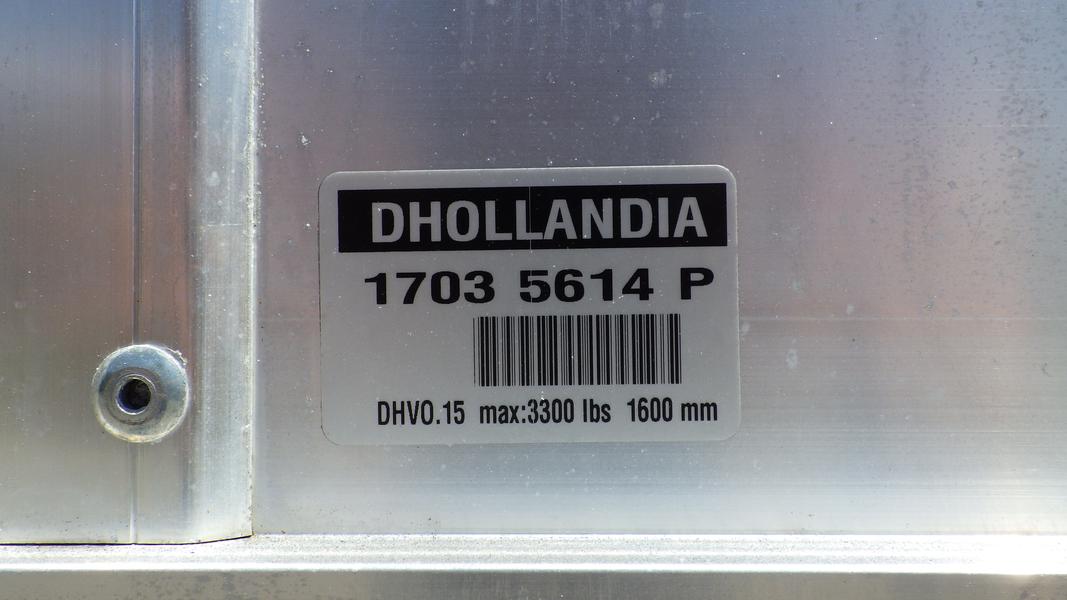 DHOLLANDIA
1703 5614 P
DHVO.15 max:3300 lbs 1600 mm